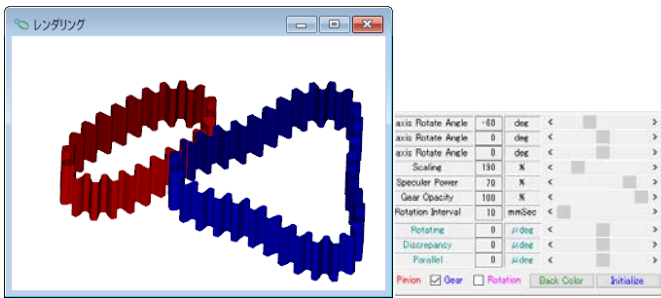 レンダリング
axis Rotate Angle -60 deg < >
axis Rotate Angle 0 deg < >
axis Rotate Angle 0 deg < >
Scaling 190 % < >
Speculer Power 70 % < >
Gear Opacity 100 % < >
Rotation Interval 10 mmSec < >
Rotating 0 μdeg < >
Discrepancy 0 μdeg < >
Parallel 0 μdeg < >
Pinion Gear Rotation Back Color Initialize